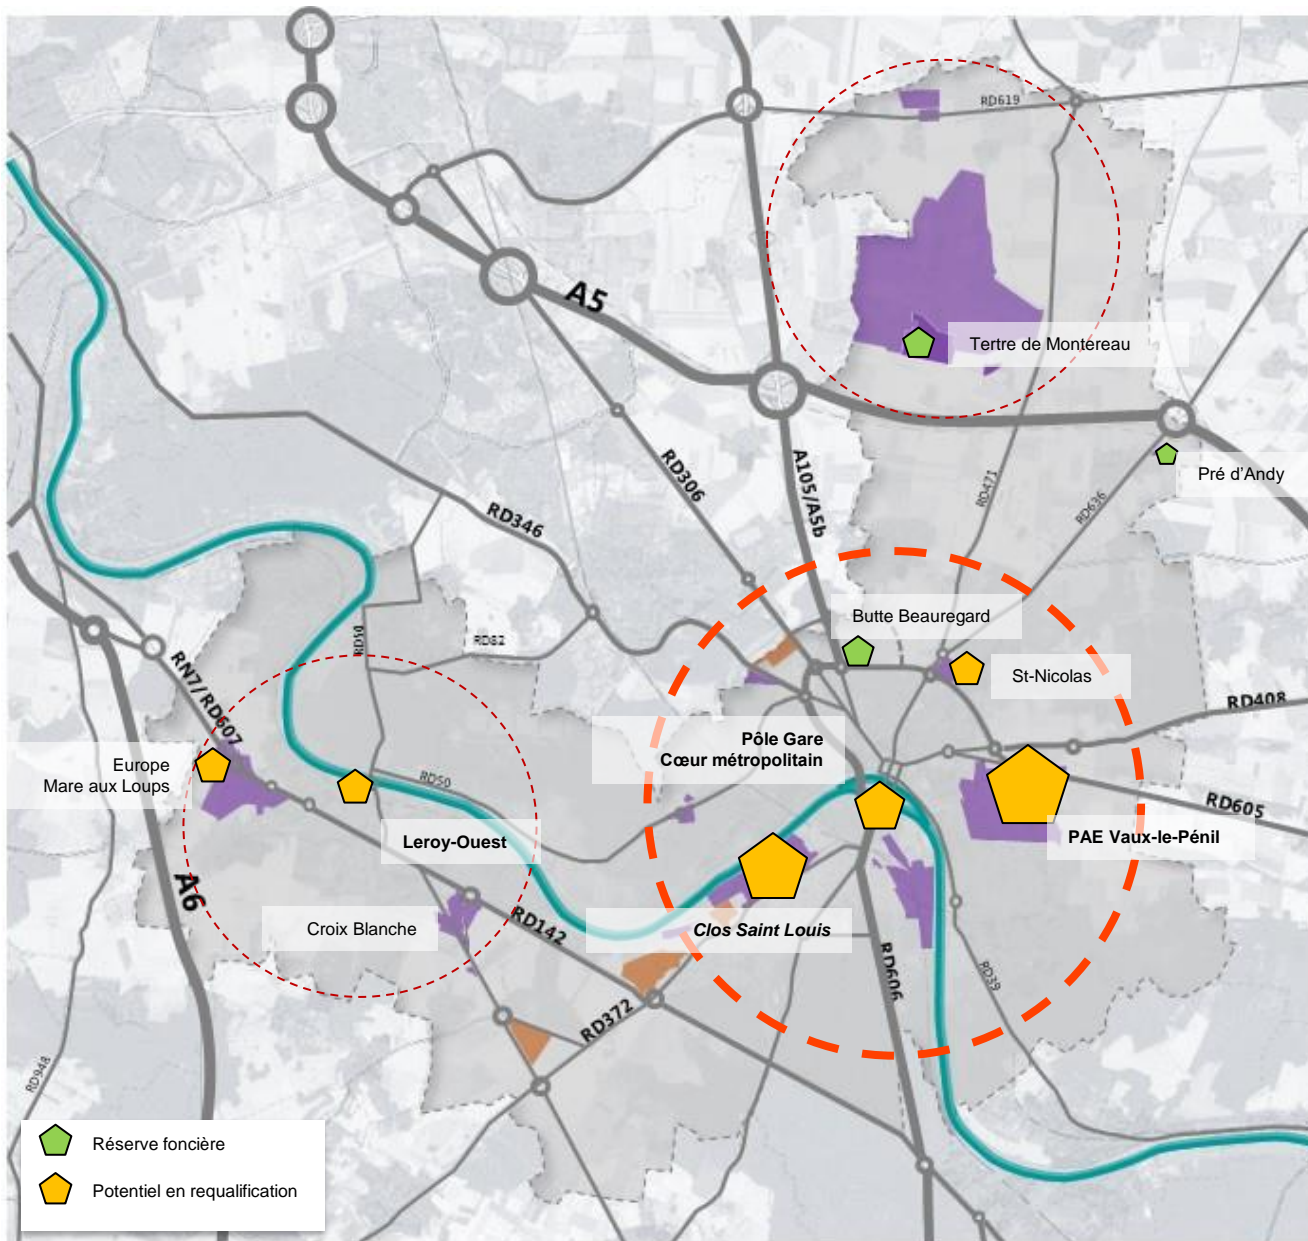 RD619
A5
Tertre de Montereau
RD306
A105/A5b
RD471
RD636
Pré d'Andy
RD346
RD50
RD82
Butte Beauregard
St-Nicolas
RN7/RD607
RD408
Pôle Gare
Cœur métropolitain
Europe
Mare aux Loups
RD50
RD605
PAE Vaux-le-Pénil
Leroy-Ouest
A6
Croix Blanche
RD142
Clos Saint Louis
RD606
RD39
RD372
RD948
Réserve foncière
Potentiel en requalification